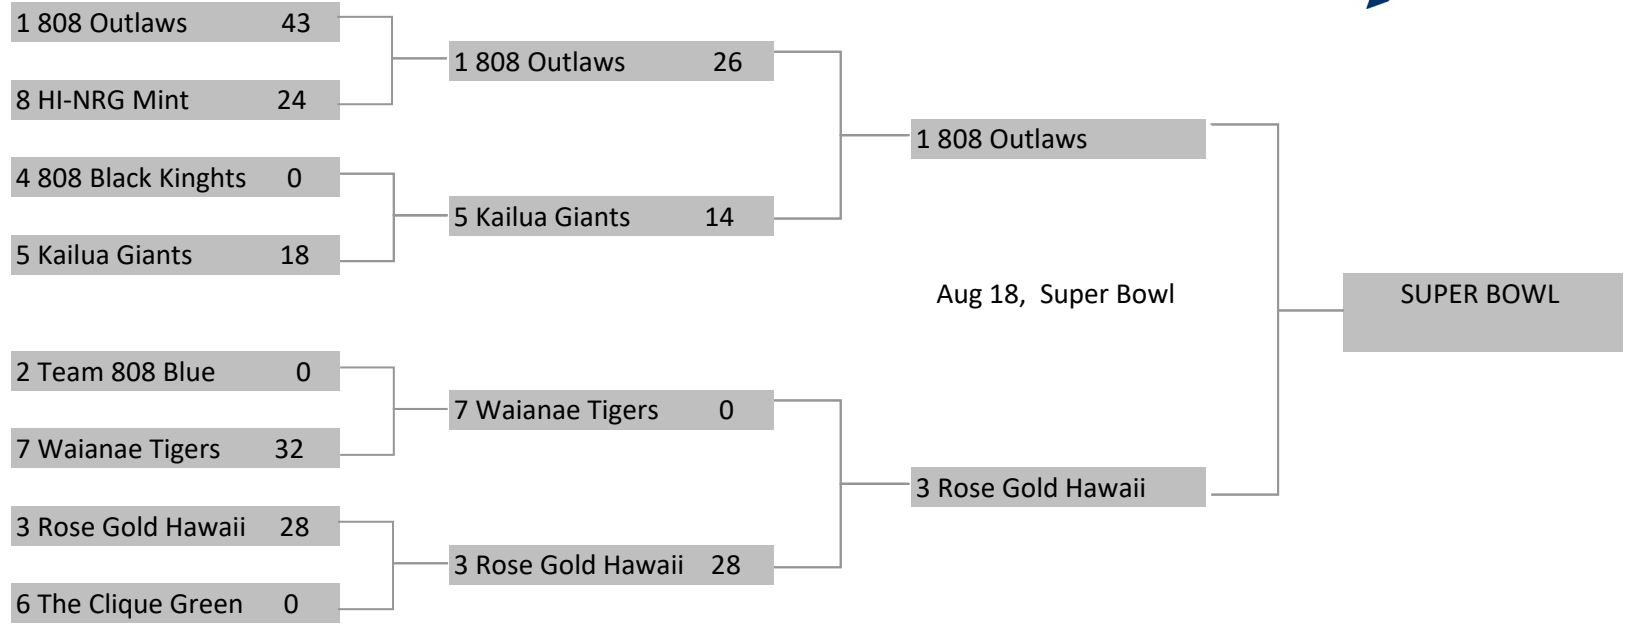 1 808 Outlaws 43
8 HI-NRG Mint 24
4 808 Black Kinghts 0
5 Kailua Giants 18
2 Team 808 Blue 0
7 Waianae Tigers 32
3 Rose Gold Hawaii 28
6 The Clique Green 0
1 808 Outlaws 26
5 Kailua Giants 14
7 Waianae Tigers 0
3 Rose Gold Hawaii 28
1 808 Outlaws
Aug 18, Super Bowl
3 Rose Gold Hawaii
SUPER BOWL